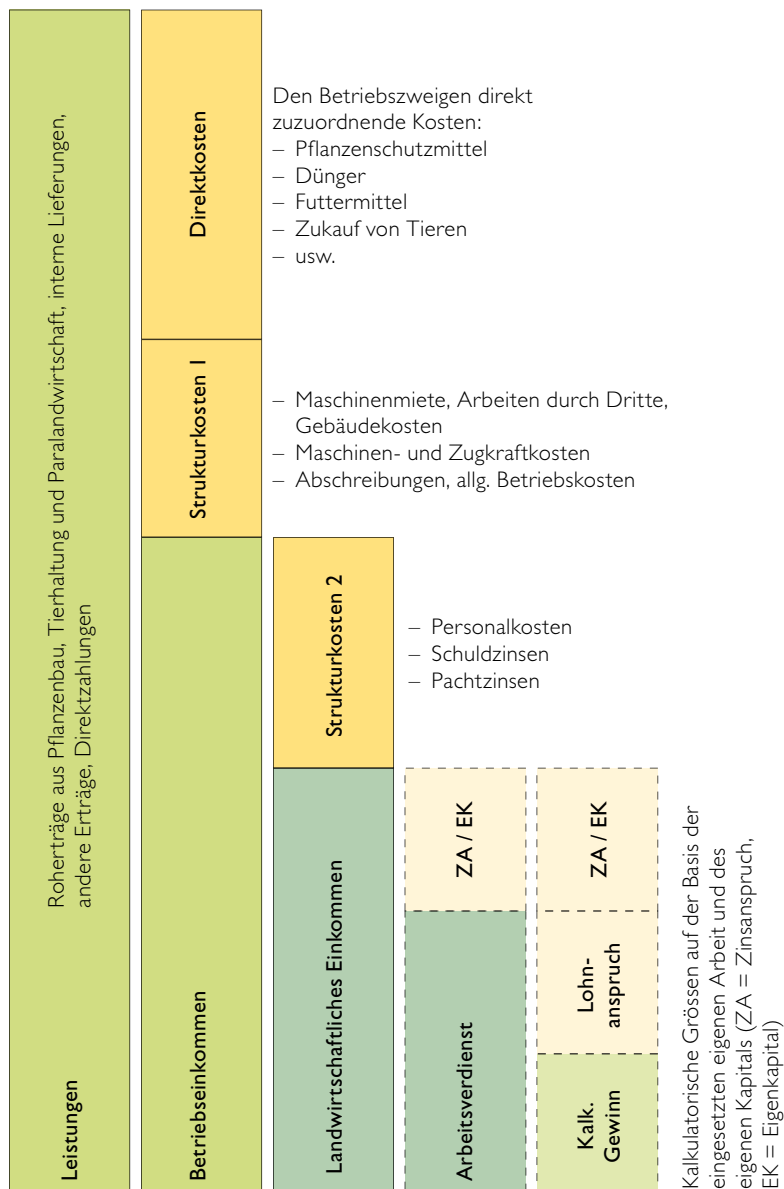 Leistungen
Roherträge aus Pflanzenbau, Tierhaltung und Paralandwirtschaft, interne Lieferungen,
andere Erträge, Direktzahlungen
Direktkosten
Den Betriebszweigen direkt
zuzuordnende Kosten:
– Pflanzenschutzmittel
– Dünger
– Futtermittel
– Zukauf von Tieren
– usw.
Strukturkosten 1
– Maschinenmiete, Arbeiten durch Dritte,
Gebäudekosten
– Maschinen- und Zugkraftkosten
– Abschreibungen, allg. Betriebskosten
Betriebseinkommen
Strukturkosten 2
– Personalkosten
– Schuldzinsen
– Pachtzinsen
Landwirtschaftliches Einkommen
ZA / EK
Arbeitsverdienst
ZA / EK
Lohn-
anspruch
Kalk.
Gewinn
Kalkulatorische Grössen auf der Basis der
eingesetzten eigenen Arbeit und des
eigenen Kapitals (ZA = Zinsanspruch,
EK = Eigenkapital)